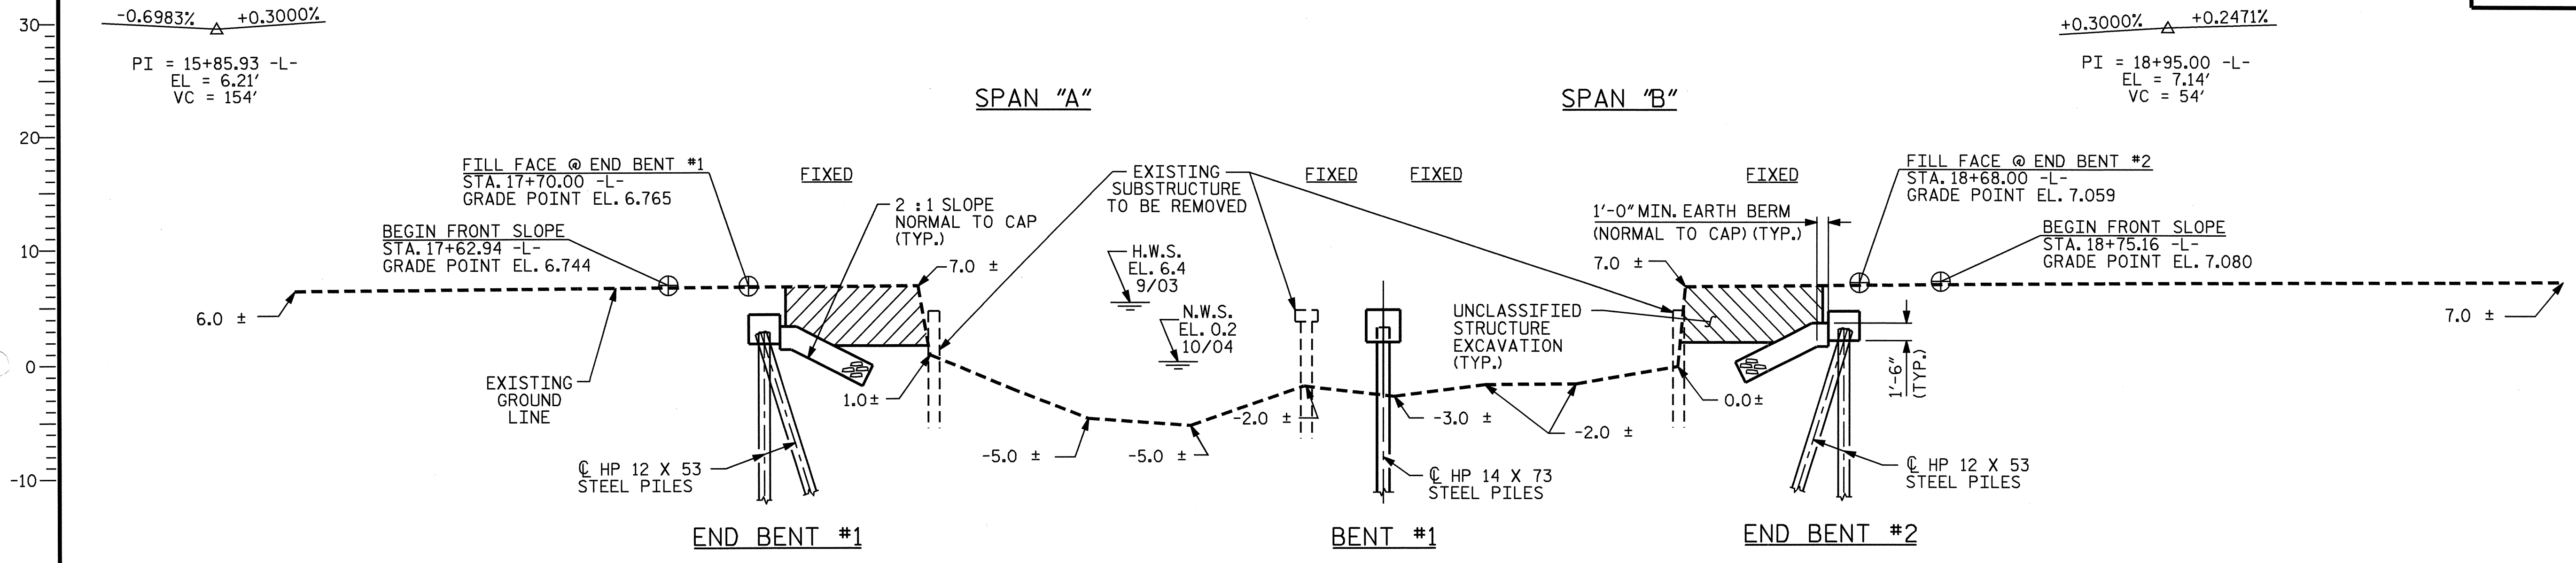 -0.6983%
+0.3000%
PI = 15+85.93 -L-
EL = 6.21'
VC = 154'
+0.3000%
+0.2471%
PI = 18+95.00 -L-
EL = 7.14'
VC = 54'
30
20
10
0
-10
SPAN "A"
SPAN "B"
FILL FACE @ END BENT #1
STA. 17+70.00 -L-
GRADE POINT EL. 6.765
BEGIN FRONT SLOPE
STA. 17+62.94 -L-
GRADE POINT EL. 6.744
FIXED
2 : 1 SLOPE
NORMAL TO CAP
(TYP.)
7.0 ±
EXISTING
SUBSTRUCTURE
TO BE REMOVED
H.W.S.
EL. 6.4
9/03
N.W.S.
EL. 0.2
10/04
FIXED
FIXED
FIXED
1'-0" MIN. EARTH BERM
(NORMAL TO CAP) (TYP.)
7.0 ±
FILL FACE @ END BENT #2
STA. 18+68.00 -L-
GRADE POINT EL. 7.059
BEGIN FRONT SLOPE
STA. 18+75.16 -L-
GRADE POINT EL. 7.080
UNCLASSIFIED
STRUCTURE
EXCAVATION
(TYP.)
6.0 ±
7.0 ±
EXISTING
GROUND
LINE
1.0±
-5.0 ±
-5.0 ±
-2.0 ±
-3.0 ±
-2.0 ±
0.0±
1'-6"
(TYP.)
℄ HP 12 X 53
STEEL PILES
℄ HP 14 X 73
STEEL PILES
℄ HP 12 X 53
STEEL PILES
END BENT #1
BENT #1
END BENT #2